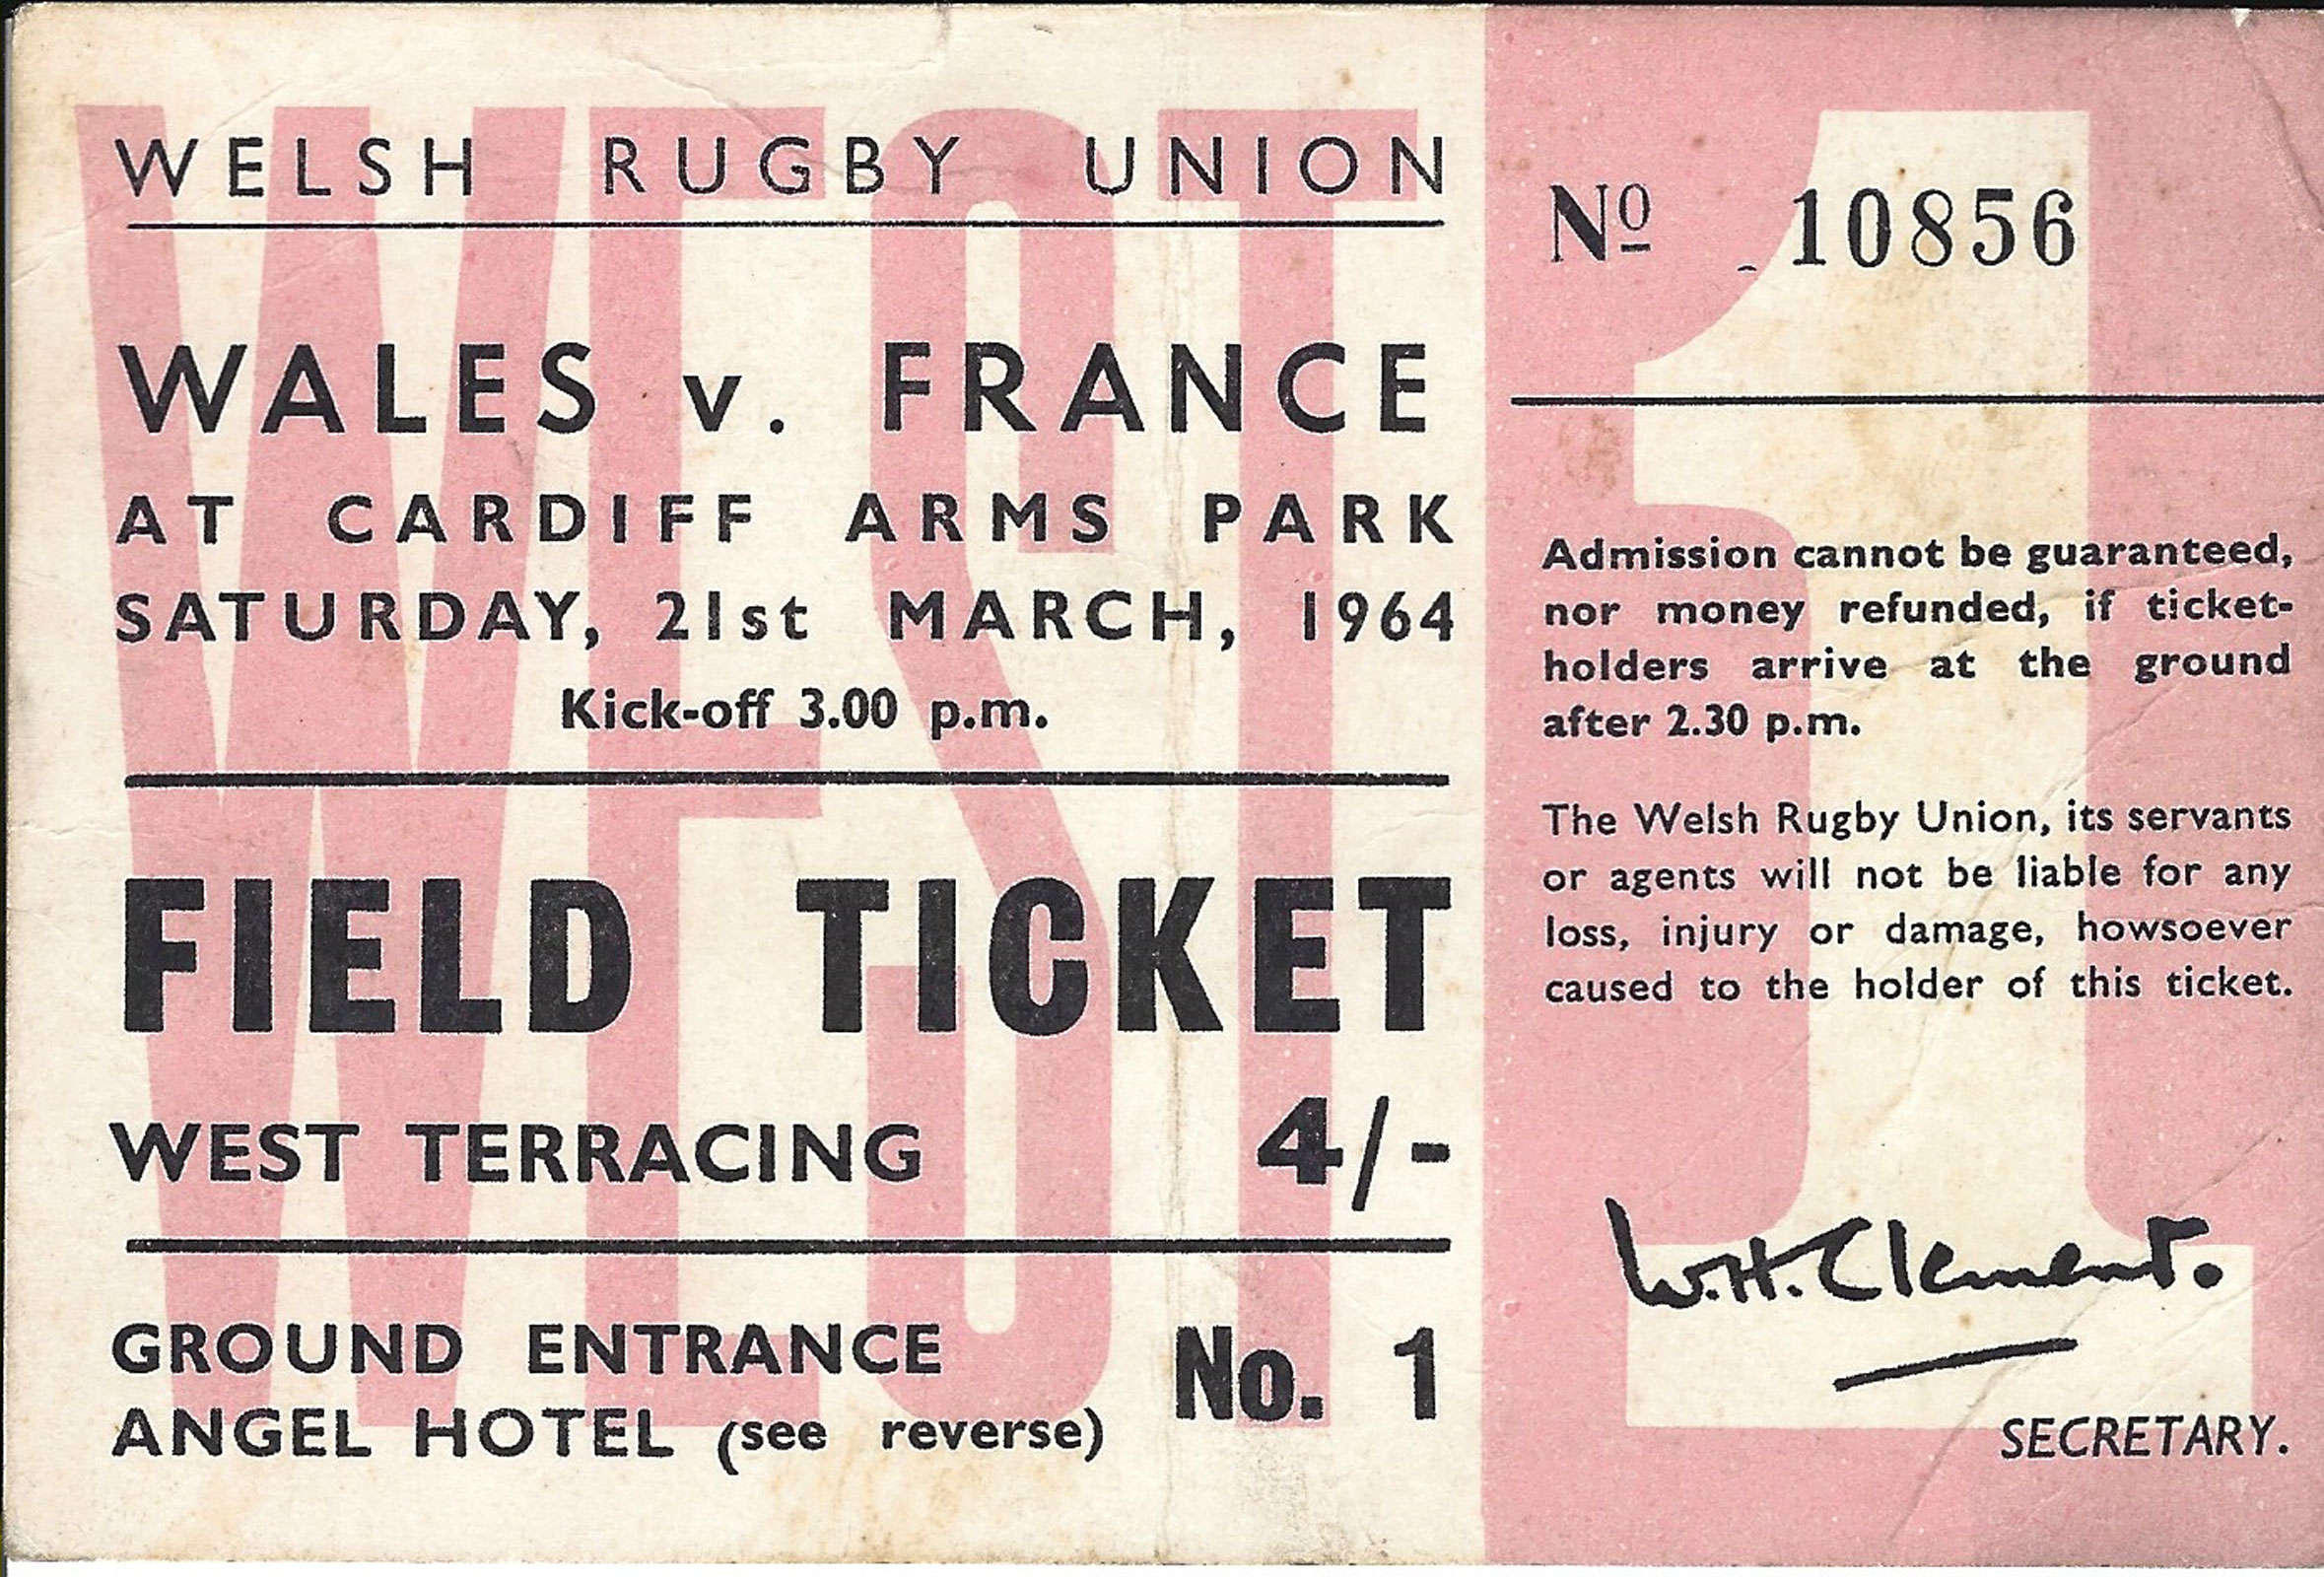 WEST
WELSH RUGBY UNION
WALES v. FRANCE
AT CARDIFF ARMS PARK
SATURDAY, 21st MARCH, 1964
Kick-off 3.00 p.m.
FIELD TICKET
WEST TERRACING 4/-
GROUND ENTRANCE
ANGEL HOTEL (see reverse) No. 1
1
Nº 10856
Admission cannot be guaranteed,
nor money refunded, if ticket-
holders arrive at the ground
after 2.30 p.m.
The Welsh Rugby Union, its servants
or agents will not be liable for any
loss, injury or damage, howsoever
caused to the holder of this ticket.
W.H. Clement.
SECRETARY.